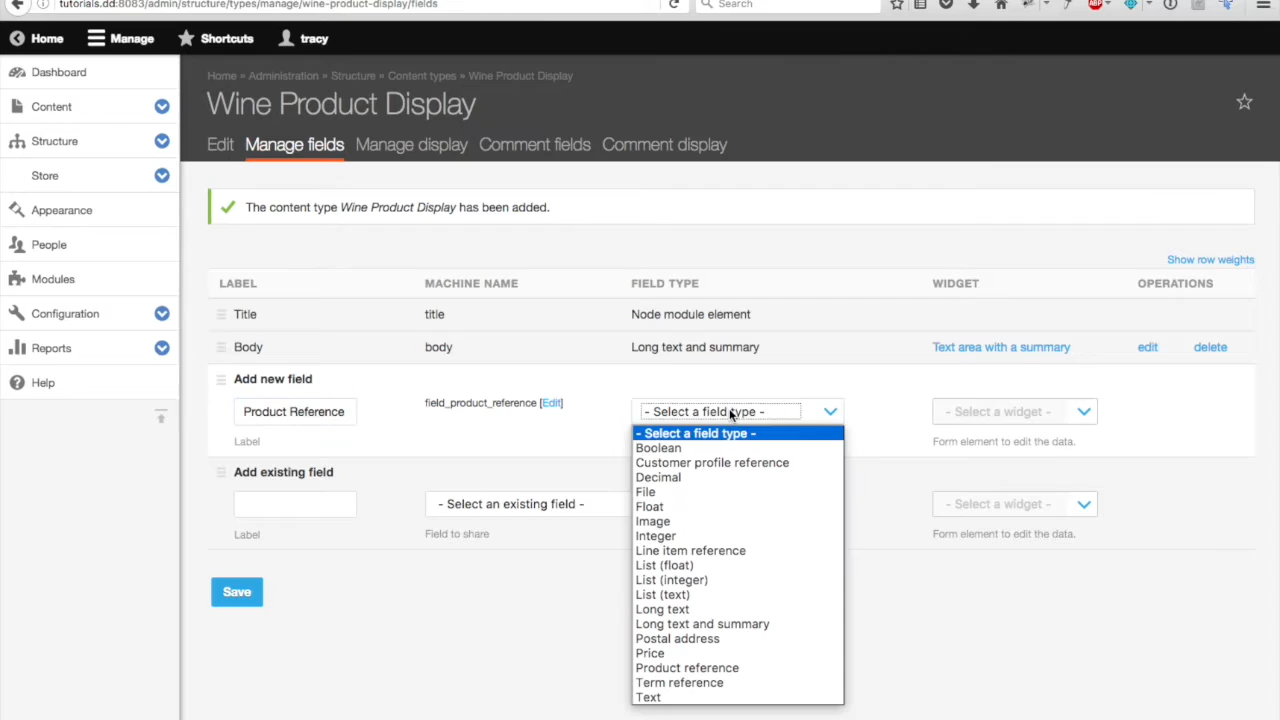 tutorials.dd:8083/admin/structure/types/manage/wine-product-display/fields
Search
ABP
Home Manage Shortcuts tracy
Dashboard
Content
Structure
Store
Appearance
People
Modules
Configuration
Reports
Help
Home » Administration » Structure » Content types » Wine Product Display
Wine Product Display
Edit Manage fields Manage display Comment fields Comment display
The content type Wine Product Display has been added.
Show row weights
LABEL MACHINE NAME FIELD TYPE WIDGET OPERATIONS
Title title Node module element
Body body Long text and summary Text area with a summary edit delete
Add new field
Product Reference field_product_reference [Edit] - Select a field type - - Select a widget -
Label Form element to edit the data.
- Select a field type -
Boolean
Customer profile reference
Decimal
File
Float
Image
Integer
Line item reference
List (float)
List (integer)
List (text)
Long text
Long text and summary
Postal address
Price
Product reference
Term reference
Text
Add existing field
- Select an existing field - - Select a widget -
Label Field to share Form element to edit the data.
Save